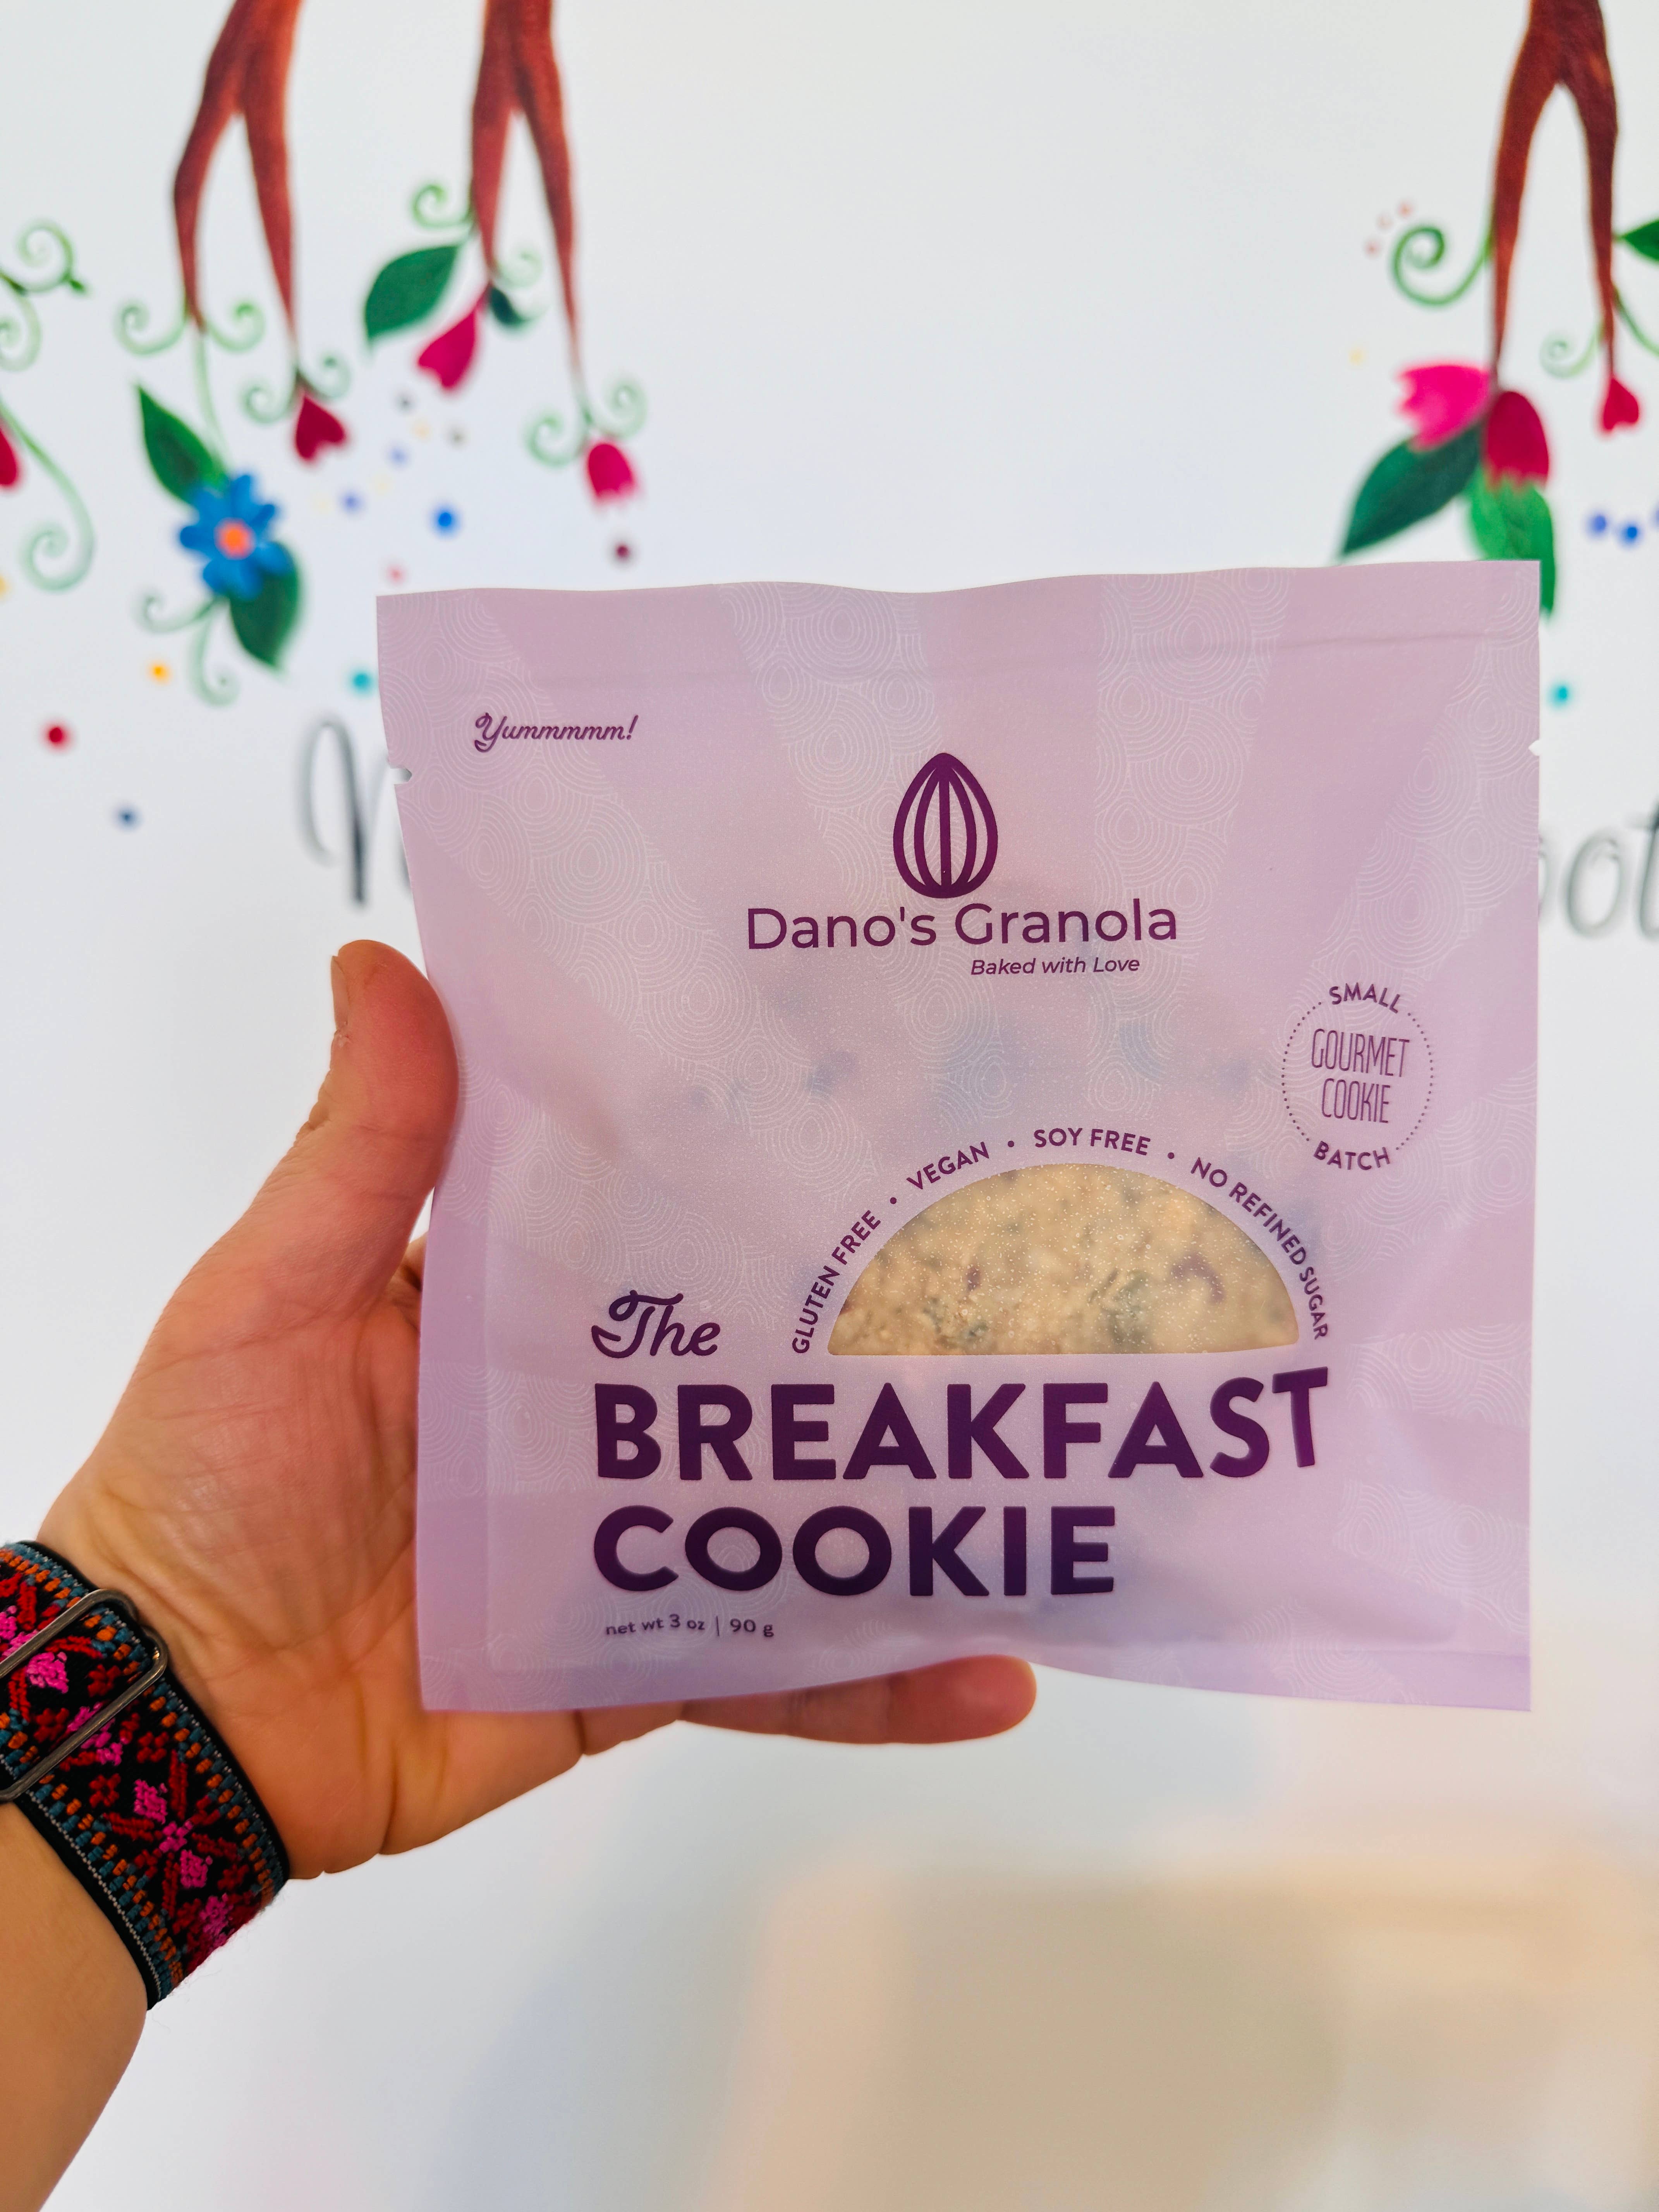 Yummmmm!
Dano's Granola
Baked with Love
SMALL
GOURMET
COOKIE
BATCH
GLUTEN FREE • VEGAN • SOY FREE • NO REFINED SUGAR
The
BREAKFAST
COOKIE
net wt 3 oz | 90 g